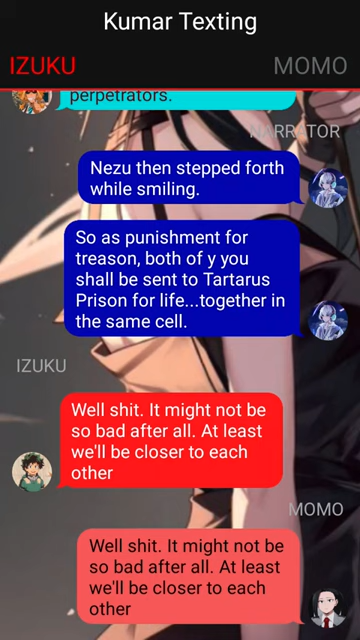 Kumar Texting
IZUKU
MOMO
perpetrators.
NARRATOR
Nezu then stepped forth
while smiling.
So as punishment for
treason, both of y you
shall be sent to Tartarus
Prison for life...together in
the same cell.
IZUKU
Well shit. It might not be
so bad after all. At least
we'll be closer to each
other
MOMO
Well shit. It might not be
so bad after all. At least
we'll be closer to each
other